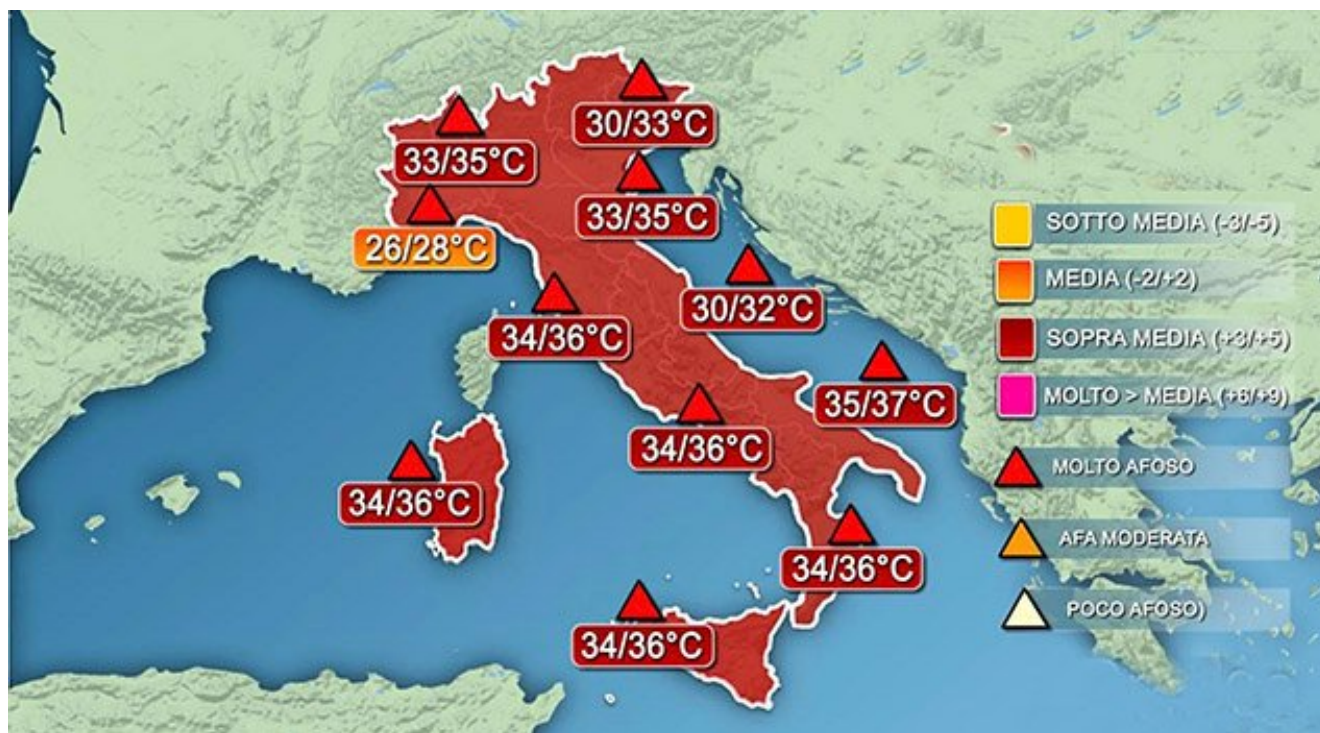 30/33°C
33/35°C
33/35°C
26/28°C
SOTTO MEDIA (-3/-5)
MEDIA (-2/+2)
30/32°C
34/36°C
SOPRA MEDIA (+3/+5)
35/37°C
MOLTO > MEDIA (+6/+9)
34/36°C
MOLTO AFOSO
34/36°C
AFA MODERATA
34/36°C
POCO AFOSO)
34/36°C